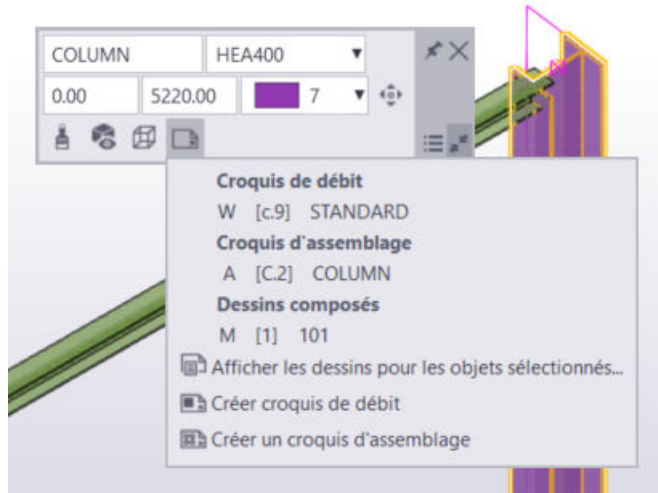 COLUMN HEA400
0.00 5220.00 7
Croquis de débit
W [c.9] STANDARD
Croquis d'assemblage
A [C.2] COLUMN
Dessins composés
M [1] 101
Afficher les dessins pour les objets sélectionnés...
Créer croquis de débit
Créer un croquis d'assemblage